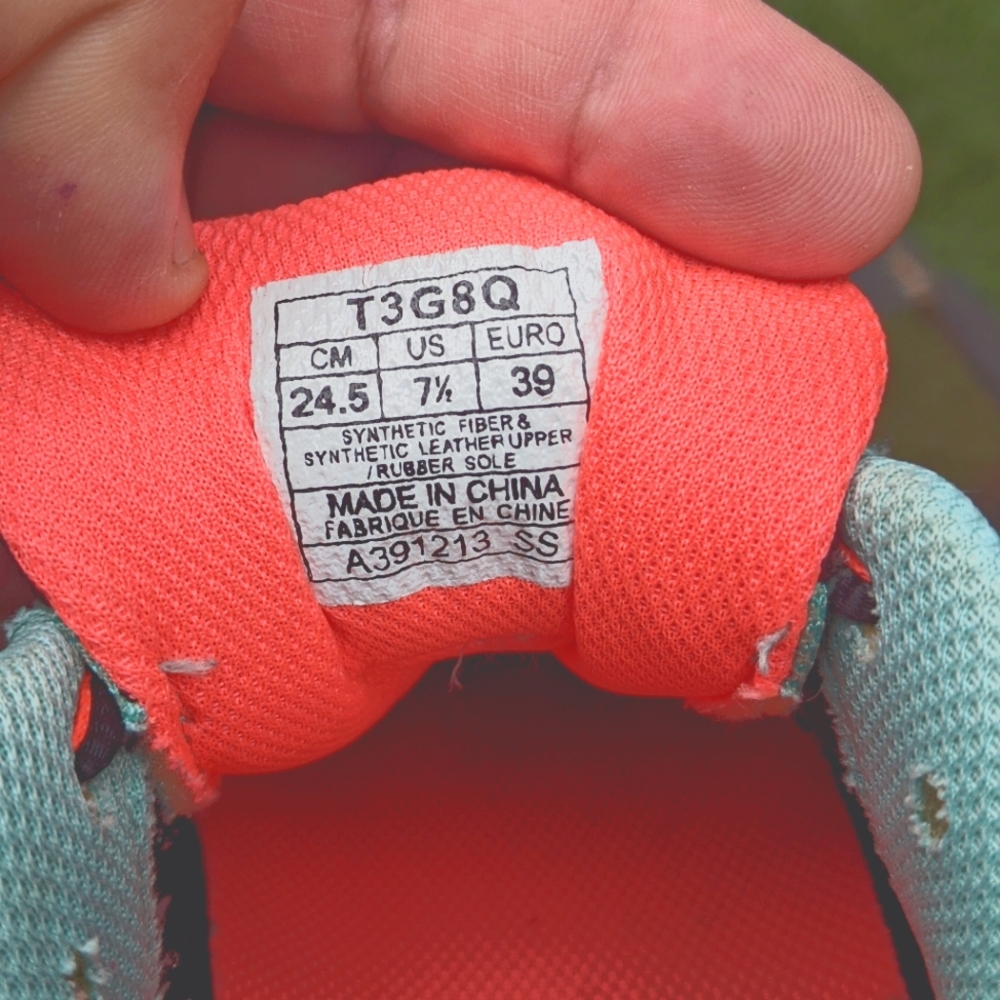 T3G8Q
CM US EURO
24.5 7½ 39
SYNTHETIC FIBER &
SYNTHETIC LEATHER UPPER
/RUBBER SOLE
MADE IN CHINA
FABRIQUE EN CHINE
A391213 SS